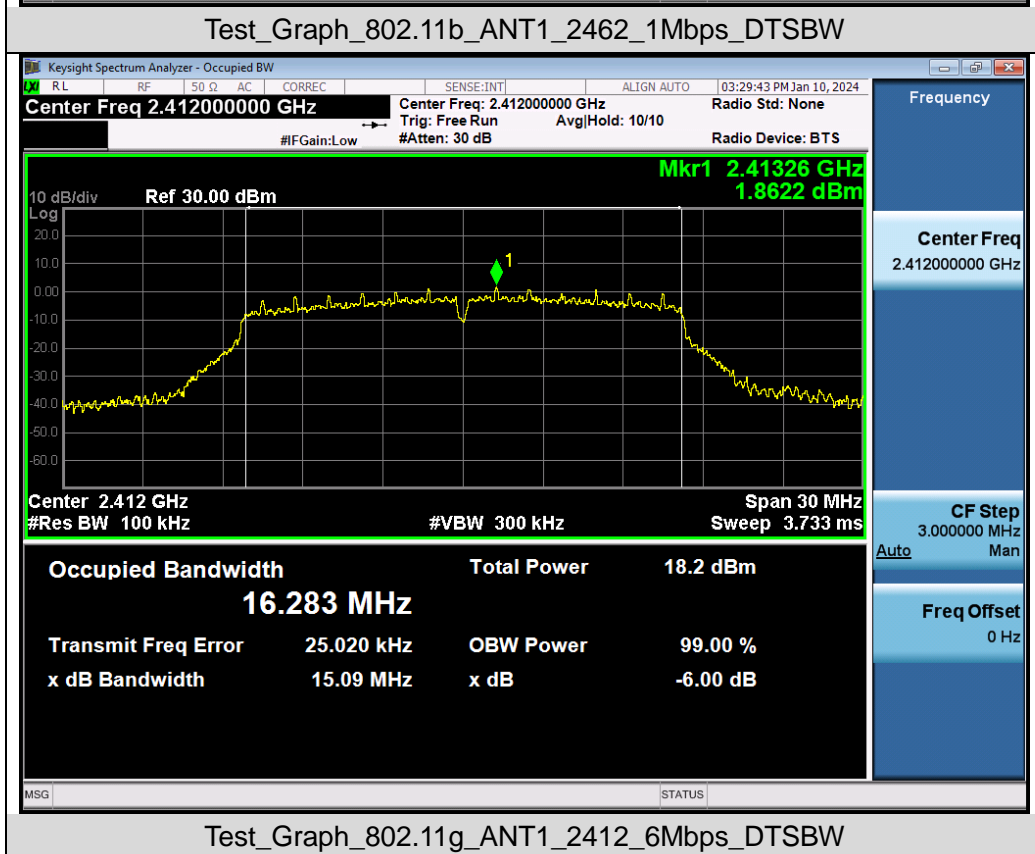 Test_Graph_802.11b_ANT1_2462_1Mbps_DTSBW
Keysight Spectrum Analyzer - Occupied BW
LXI RL RF 50 Ω AC CORREC SENSE:INT ALIGN AUTO 03:29:43 PM Jan 10, 2024
Center Freq 2.412000000 GHz
Center Freq: 2.412000000 GHz
Radio Std: None
Trig: Free Run Avg|Hold: 10/10
#IFGain:Low #Atten: 30 dB Radio Device: BTS
Frequency
Mkr1 2.41326 GHz
1.8622 dBm
10 dB/div Ref 30.00 dBm
Log
20.0
10.0
0.00
-10.0
-20.0
-30.0
-40.0
-50.0
-60.0
1
Center 2.412 GHz Span 30 MHz
#Res BW 100 kHz #VBW 300 kHz Sweep 3.733 ms
Center Freq
2.412000000 GHz
CF Step
3.000000 MHz
Auto Man
Freq Offset
0 Hz
Occupied Bandwidth Total Power 18.2 dBm
16.283 MHz
Transmit Freq Error 25.020 kHz OBW Power 99.00 %
x dB Bandwidth 15.09 MHz x dB -6.00 dB
MSG STATUS
Test_Graph_802.11g_ANT1_2412_6Mbps_DTSBW